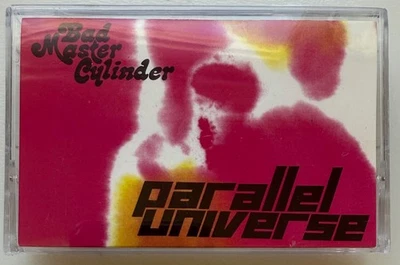 Bad
Master
Cylinder
parallel
universe